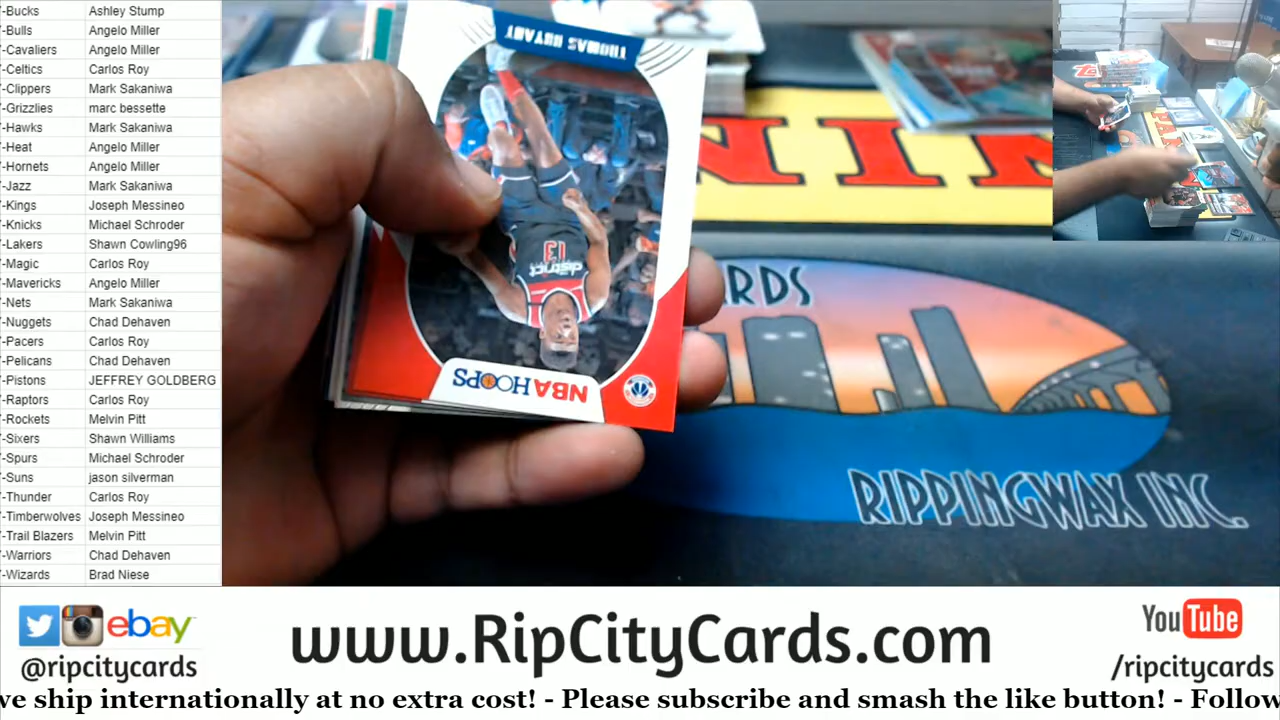 -Bucks Ashley Stump
-Bulls Angelo Miller
-Cavaliers Angelo Miller
-Celtics Carlos Roy
-Clippers Mark Sakaniwa
-Grizzlies marc bessette
-Hawks Mark Sakaniwa
-Heat Angelo Miller
-Hornets Angelo Miller
-Jazz Mark Sakaniwa
-Kings Joseph Messineo
-Knicks Michael Schroder
-Lakers Shawn Cowling96
-Magic Carlos Roy
-Mavericks Angelo Miller
-Nets Mark Sakaniwa
-Nuggets Chad Dehaven
-Pacers Carlos Roy
-Pelicans Chad Dehaven
-Pistons JEFFREY GOLDBERG
-Raptors Carlos Roy
-Rockets Melvin Pitt
-Sixers Shawn Williams
-Spurs Michael Schroder
-Suns jason silverman
-Thunder Carlos Roy
-Timberwolves Joseph Messineo
-Trail Blazers Melvin Pitt
-Warriors Chad Dehaven
-Wizards Brad Niese
THOMAS BRYANT
13
district
NBA HOOPS
NIN
RDS
RIPPINGWAX INC.
ebay
@ripcitycards
www.RipCityCards.com
YouTube
/ripcitycards
ve ship internationally at no extra cost! - Please subscribe and smash the like button! - Follow